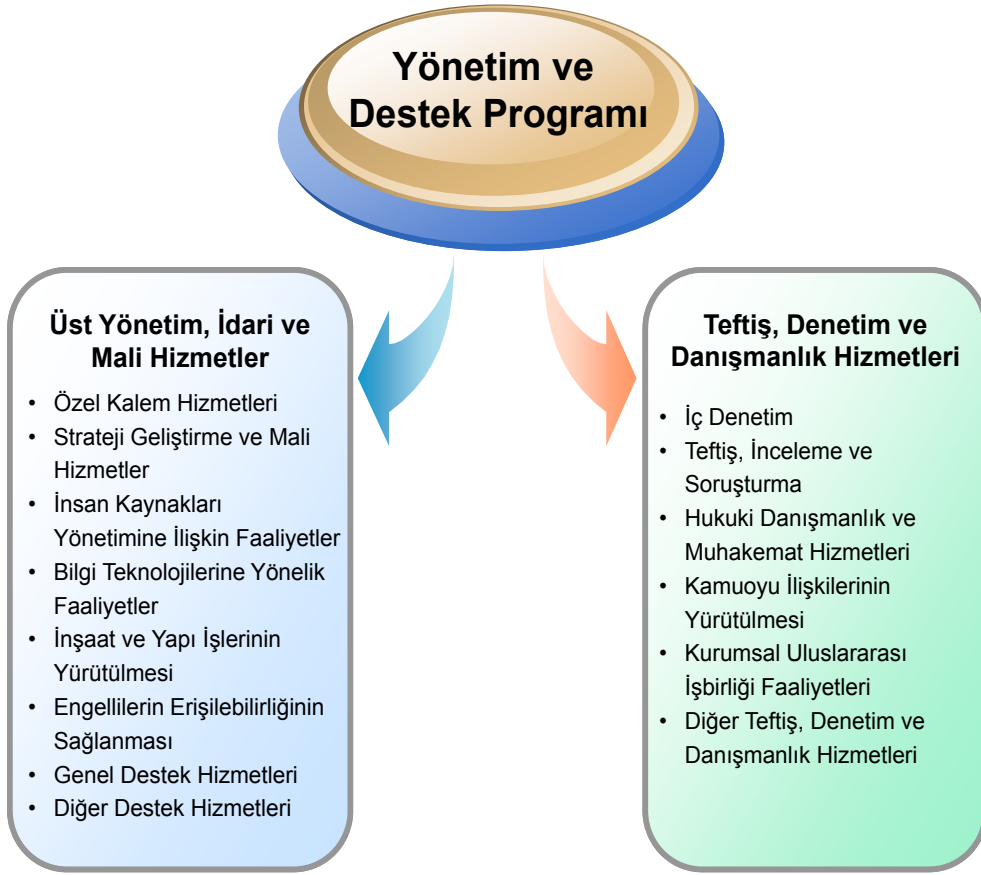 Yönetim ve
Destek Programı
Üst Yönetim, İdari ve
Mali Hizmetler
• Özel Kalem Hizmetleri
• Strateji Geliştirme ve Mali
Hizmetler
• İnsan Kaynakları
Yönetimine İlişkin Faaliyetler
• Bilgi Teknolojilerine Yönelik
Faaliyetler
• İnşaat ve Yapı İşlerinin
Yürütülmesi
• Engellilerin Erişilebilirliğinin
Sağlanması
• Genel Destek Hizmetleri
• Diğer Destek Hizmetleri
Teftiş, Denetim ve
Danışmanlık Hizmetleri
• İç Denetim
• Teftiş, İnceleme ve
Soruşturma
• Hukuki Danışmanlık ve
Muhakemat Hizmetleri
• Kamuoyu İlişkilerinin
Yürütülmesi
• Kurumsal Uluslararası
İşbirliği Faaliyetleri
• Diğer Teftiş, Denetim ve
Danışmanlık Hizmetleri